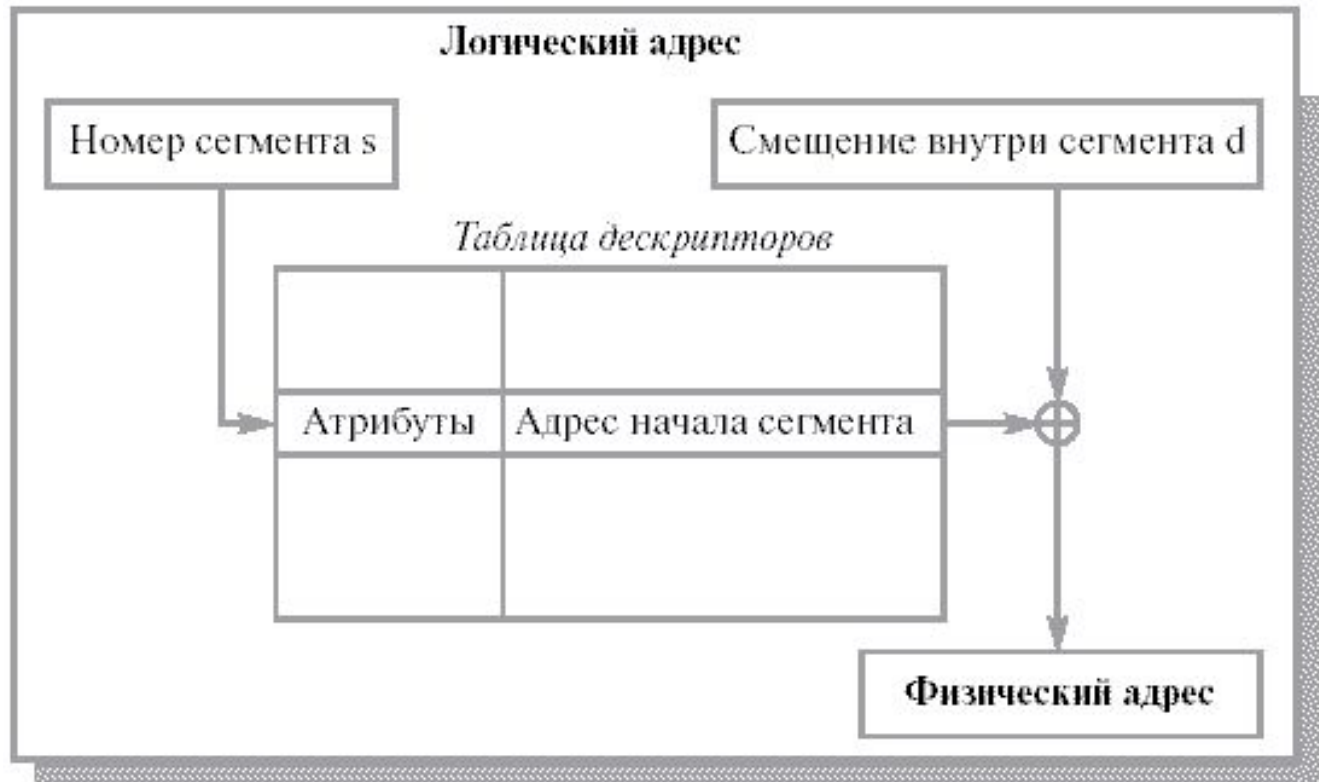 Логический адрес
Номер сегмента s
Смещение внутри сегмента d
Таблица дескрипторов
Атрибуты
Адрес начала сегмента
Физический адрес